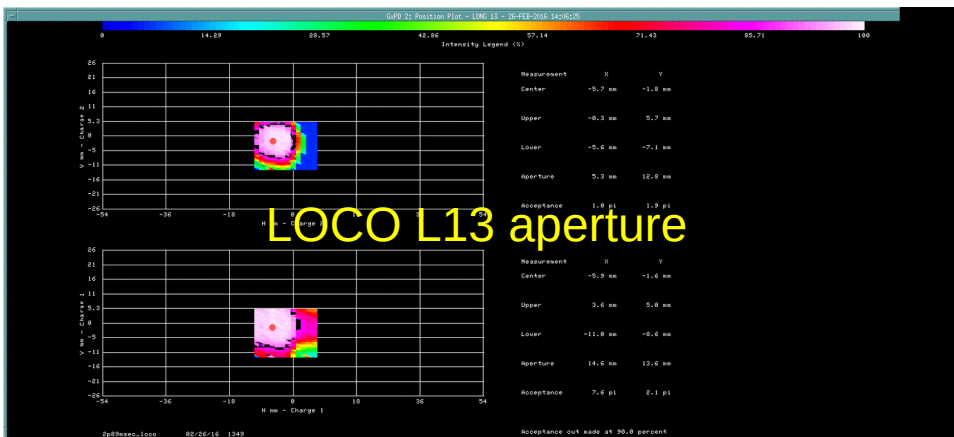 GxPD 2: Position Plot - LONG 13 - 26-FEB-2016 14:06:25
0 14.29 28.57 42.86 57.14 71.43 85.71 100
Intensity Legend (%)
26
21
16
11
5.3
0
-5
-11
-16
-21
-26
V mm - Charge 2
-54 -36 -18 0 18 36 54
H mm - Charge 2
Measurement X Y
Center -5.7 mm -1.8 mm
Upper -0.3 mm 5.7 mm
Lower -5.6 mm -7.1 mm
Aperture 5.3 mm 12.8 mm
Acceptance 1.0 pi 1.9 pi
LOCO L13 aperture
26
21
16
11
5.3
0
-5
-11
-16
-21
-26
V mm - Charge 1
-54 -36 -18 0 18 36 54
H mm - Charge 1
Measurement X Y
Center -5.9 mm -1.6 mm
Upper 3.6 mm 5.0 mm
Lower -11.0 mm -8.6 mm
Aperture 14.6 mm 13.6 mm
Acceptance 7.6 pi 2.1 pi
2p89msec_loco 02/26/16 1349
Acceptance cut made at 90.0 percent